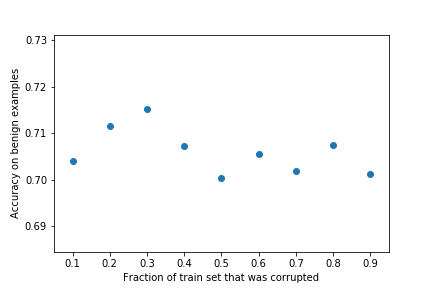 0.73
0.72
0.71
0.70
0.69
Accuracy on benign examples
0.1 0.2 0.3 0.4 0.5 0.6 0.7 0.8 0.9
Fraction of train set that was corrupted